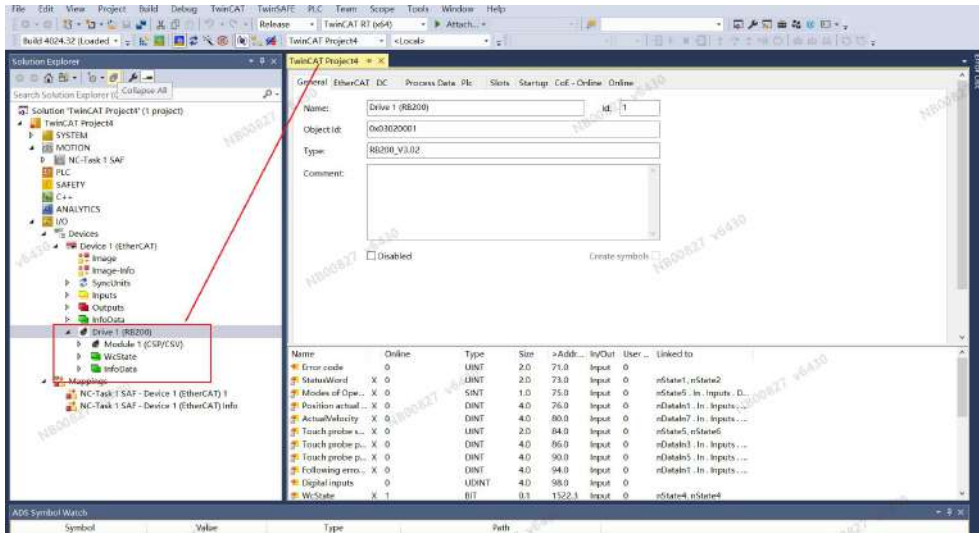 File Edit View Project Build Debug TwinCAT TwinSAFE PLC Team Scope Tools Window Help
Release TwinCAT RT (x64) Attach...
Build 4024.32 (Loaded) TwinCAT Project4 <Local>
Solution Explorer
Collapse All
Search Solution Explorer
Solution 'TwinCAT Project4' (1 project)
TwinCAT Project4
SYSTEM
MOTION
NC-Task 1 SAF
PLC
SAFETY
C++
ANALYTICS
I/O
Devices
Device 1 (EtherCAT)
Image
Image-Info
SyncUnits
Inputs
Outputs
InfoData
Drive 1 (RB200)
Module 1 (CSP/CSV)
WcState
InfoData
Mappings
NC-Task 1 SAF - Device 1 (EtherCAT) 1
NC-Task 1 SAF - Device 1 (EtherCAT) Info
TwinCAT Project4
General EtherCAT DC Process Data Plc Slots Startup CoE - Online Online
Name: Drive 1 (RB200) Id: 1
Object Id: 0x03020001
Type: RB200_V3.02
Comment:
Disabled Create symbols
Name Online Type Size >Addr... In/Out User ... Linked to
Error code 0 UINT 2.0 71.0 Input 0
StatusWord X 0 UINT 2.0 73.0 Input 0 nState1, nState2
Modes of Ope... X 0 SINT 1.0 75.0 Input 0 nState5 . In . Inputs . D...
Position actual ... X 0 DINT 4.0 76.0 Input 0
ActualVelocity X 0 DINT 4.0 80.0 Input 0 nDataIn7 . In . Inputs . ...
Touch probe s... X 0 UINT 2.0 84.0 Input 0 nState5, nState6
Touch probe p... X 0 DINT 4.0 86.0 Input 0 nDataIn3 . In . Inputs . ...
Touch probe p... X 0 DINT 4.0 90.0 Input 0 nDataIn5 . In . Inputs . ...
Following erro... X 0 DINT 4.0 94.0 Input 0 nDataIn1 . In . Inputs . ...
Digital inputs 0 UDINT 4.0 98.0 Input 0
WcState X 1 BIT 0.1 1522.3 Input 0 nState4, nState4
ADS Symbol Watch
Symbol Value Type Path
Error List
NB00827 v6430